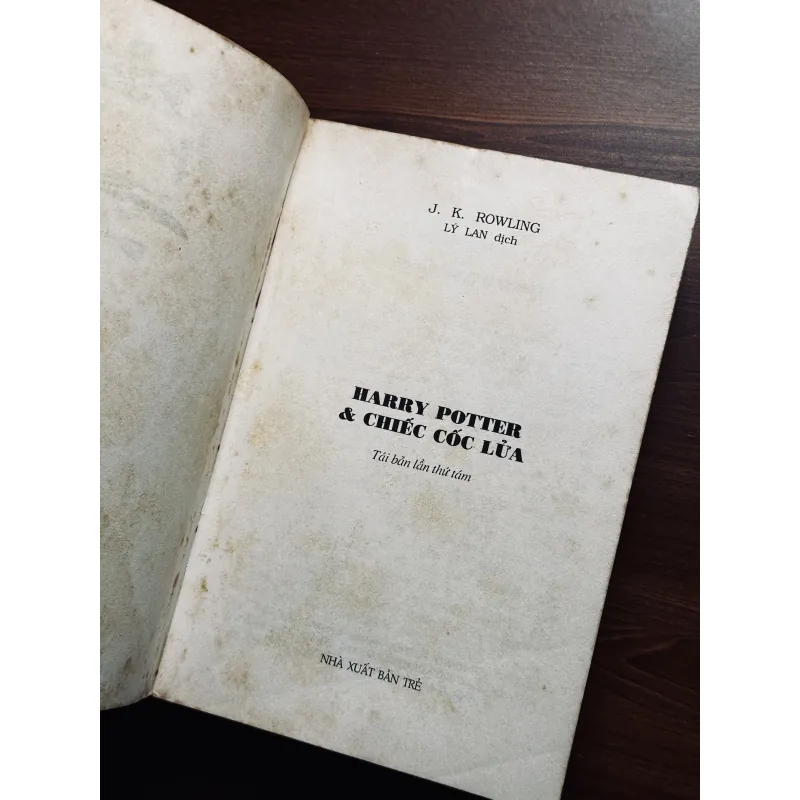 J. K. ROWLING
LÝ LAN dịch
HARRY POTTER
& CHIẾC CỐC LỬA
Tái bản lần thứ tám
NHÀ XUẤT BẢN TRẺ